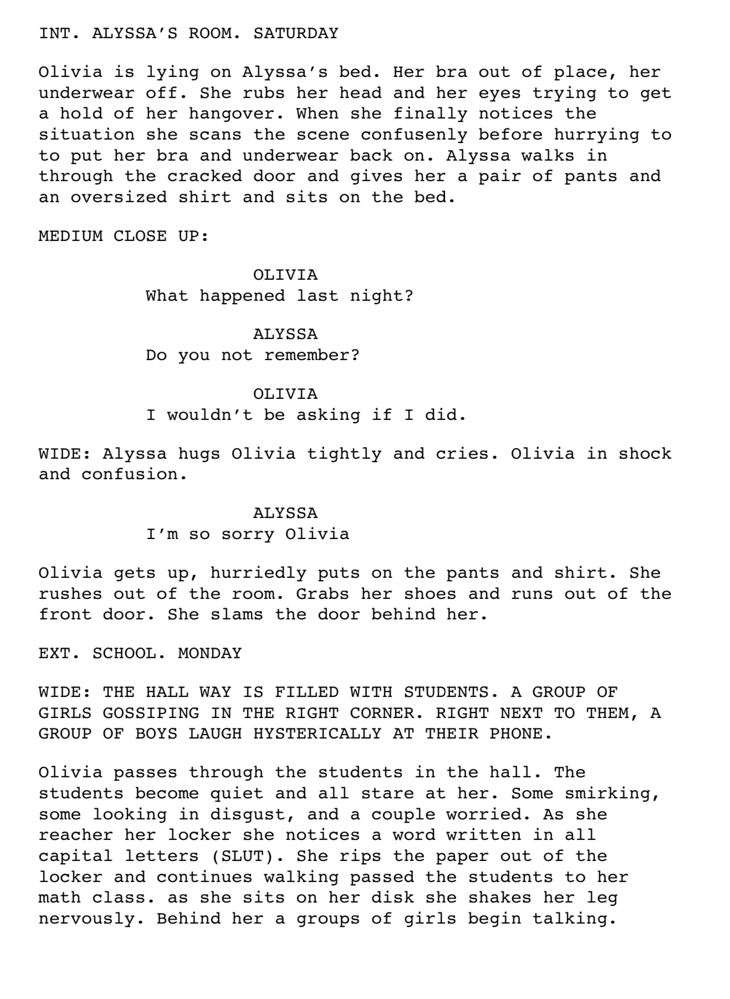 INT. ALYSSA’S ROOM. SATURDAY
Olivia is lying on Alyssa’s bed. Her bra out of place, her
underwear off. She rubs her head and her eyes trying to get
a hold of her hangover. When she finally notices the
situation she scans the scene confusenly before hurrying to
to put her bra and underwear back on. Alyssa walks in
through the cracked door and gives her a pair of pants and
an oversized shirt and sits on the bed.
MEDIUM CLOSE UP:
OLIVIA
What happened last night?
ALYSSA
Do you not remember?
OLIVIA
I wouldn’t be asking if I did.
WIDE: Alyssa hugs Olivia tightly and cries. Olivia in shock
and confusion.
ALYSSA
I’m so sorry Olivia
Olivia gets up, hurriedly puts on the pants and shirt. She
rushes out of the room. Grabs her shoes and runs out of the
front door. She slams the door behind her.
EXT. SCHOOL. MONDAY
WIDE: THE HALL WAY IS FILLED WITH STUDENTS. A GROUP OF
GIRLS GOSSIPING IN THE RIGHT CORNER. RIGHT NEXT TO THEM, A
GROUP OF BOYS LAUGH HYSTERICALLY AT THEIR PHONE.
Olivia passes through the students in the hall. The
students become quiet and all stare at her. Some smirking,
some looking in disgust, and a couple worried. As she
reacher her locker she notices a word written in all
capital letters (SLUT). She rips the paper out of the
locker and continues walking passed the students to her
math class. as she sits on her disk she shakes her leg
nervously. Behind her a groups of girls begin talking.